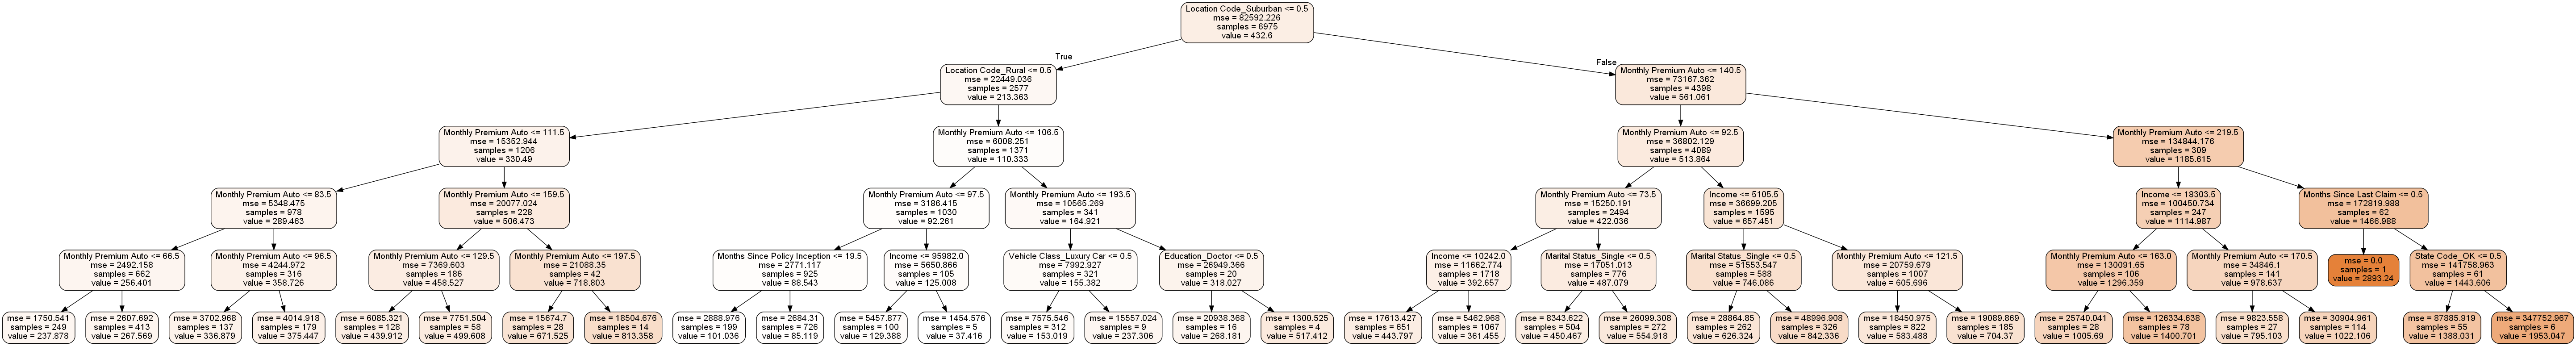 Location Code_Suburban <= 0.5
mse = 82592.226
samples = 6975
value = 432.6
True
False
Location Code_Rural <= 0.5
mse = 22449.036
samples = 2577
value = 213.363
Monthly Premium Auto <= 140.5
mse = 73167.362
samples = 4398
value = 561.061
Monthly Premium Auto <= 111.5
mse = 15352.944
samples = 1206
value = 330.49
Monthly Premium Auto <= 106.5
mse = 6008.251
samples = 1371
value = 110.333
Monthly Premium Auto <= 92.5
mse = 36802.129
samples = 4089
value = 513.864
Monthly Premium Auto <= 219.5
mse = 134844.176
samples = 309
value = 1185.615
Monthly Premium Auto <= 83.5
mse = 5348.475
samples = 978
value = 289.463
Monthly Premium Auto <= 159.5
mse = 20077.024
samples = 228
value = 506.473
Monthly Premium Auto <= 97.5
mse = 3186.415
samples = 1030
value = 92.261
Monthly Premium Auto <= 193.5
mse = 10565.269
samples = 341
value = 164.921
Monthly Premium Auto <= 73.5
mse = 15250.191
samples = 2494
value = 422.036
Income <= 5105.5
mse = 36699.205
samples = 1595
value = 657.451
Income <= 18303.5
mse = 100450.734
samples = 247
value = 1114.987
Months Since Last Claim <= 0.5
mse = 172819.988
samples = 62
value = 1466.988
Monthly Premium Auto <= 66.5
mse = 2492.158
samples = 662
value = 256.401
Monthly Premium Auto <= 96.5
mse = 4244.972
samples = 316
value = 358.726
Monthly Premium Auto <= 129.5
mse = 7369.603
samples = 186
value = 458.527
Monthly Premium Auto <= 197.5
mse = 21088.35
samples = 42
value = 718.803
Months Since Policy Inception <= 19.5
mse = 2771.117
samples = 925
value = 88.543
Income <= 95982.0
mse = 5650.866
samples = 105
value = 125.008
Vehicle Class_Luxury Car <= 0.5
mse = 7992.927
samples = 321
value = 155.382
Education_Doctor <= 0.5
mse = 26949.366
samples = 20
value = 318.027
Income <= 10242.0
mse = 11662.774
samples = 1718
value = 392.657
Marital Status_Single <= 0.5
mse = 17051.013
samples = 776
value = 487.079
Marital Status_Single <= 0.5
mse = 51553.547
samples = 588
value = 746.086
Monthly Premium Auto <= 121.5
mse = 20759.679
samples = 1007
value = 605.696
Monthly Premium Auto <= 163.0
mse = 130091.65
samples = 106
value = 1296.359
Monthly Premium Auto <= 170.5
mse = 34846.1
samples = 141
value = 978.637
mse = 0.0
samples = 1
value = 2893.24
State Code_OK <= 0.5
mse = 141758.963
samples = 61
value = 1443.606
mse = 1750.541
samples = 249
value = 237.878
mse = 2607.692
samples = 413
value = 267.569
mse = 3702.968
samples = 137
value = 336.879
mse = 4014.918
samples = 179
value = 375.447
mse = 6085.321
samples = 128
value = 439.912
mse = 7751.504
samples = 58
value = 499.608
mse = 15674.7
samples = 28
value = 671.525
mse = 18504.676
samples = 14
value = 813.358
mse = 2888.976
samples = 199
value = 101.036
mse = 2684.31
samples = 726
value = 85.119
mse = 5457.877
samples = 100
value = 129.388
mse = 1454.576
samples = 5
value = 37.416
mse = 7575.546
samples = 312
value = 153.019
mse = 15557.024
samples = 9
value = 237.306
mse = 20938.368
samples = 16
value = 268.181
mse = 1300.525
samples = 4
value = 517.412
mse = 17613.427
samples = 651
value = 443.797
mse = 5462.968
samples = 1067
value = 361.455
mse = 8343.622
samples = 504
value = 450.467
mse = 26099.308
samples = 272
value = 554.918
mse = 28864.85
samples = 262
value = 626.324
mse = 48996.908
samples = 326
value = 842.336
mse = 18450.975
samples = 822
value = 583.488
mse = 19089.869
samples = 185
value = 704.37
mse = 25740.041
samples = 28
value = 1005.69
mse = 126334.638
samples = 78
value = 1400.701
mse = 9823.558
samples = 27
value = 795.103
mse = 30904.961
samples = 114
value = 1022.106
mse = 87885.919
samples = 55
value = 1388.031
mse = 347752.967
samples = 6
value = 1953.047